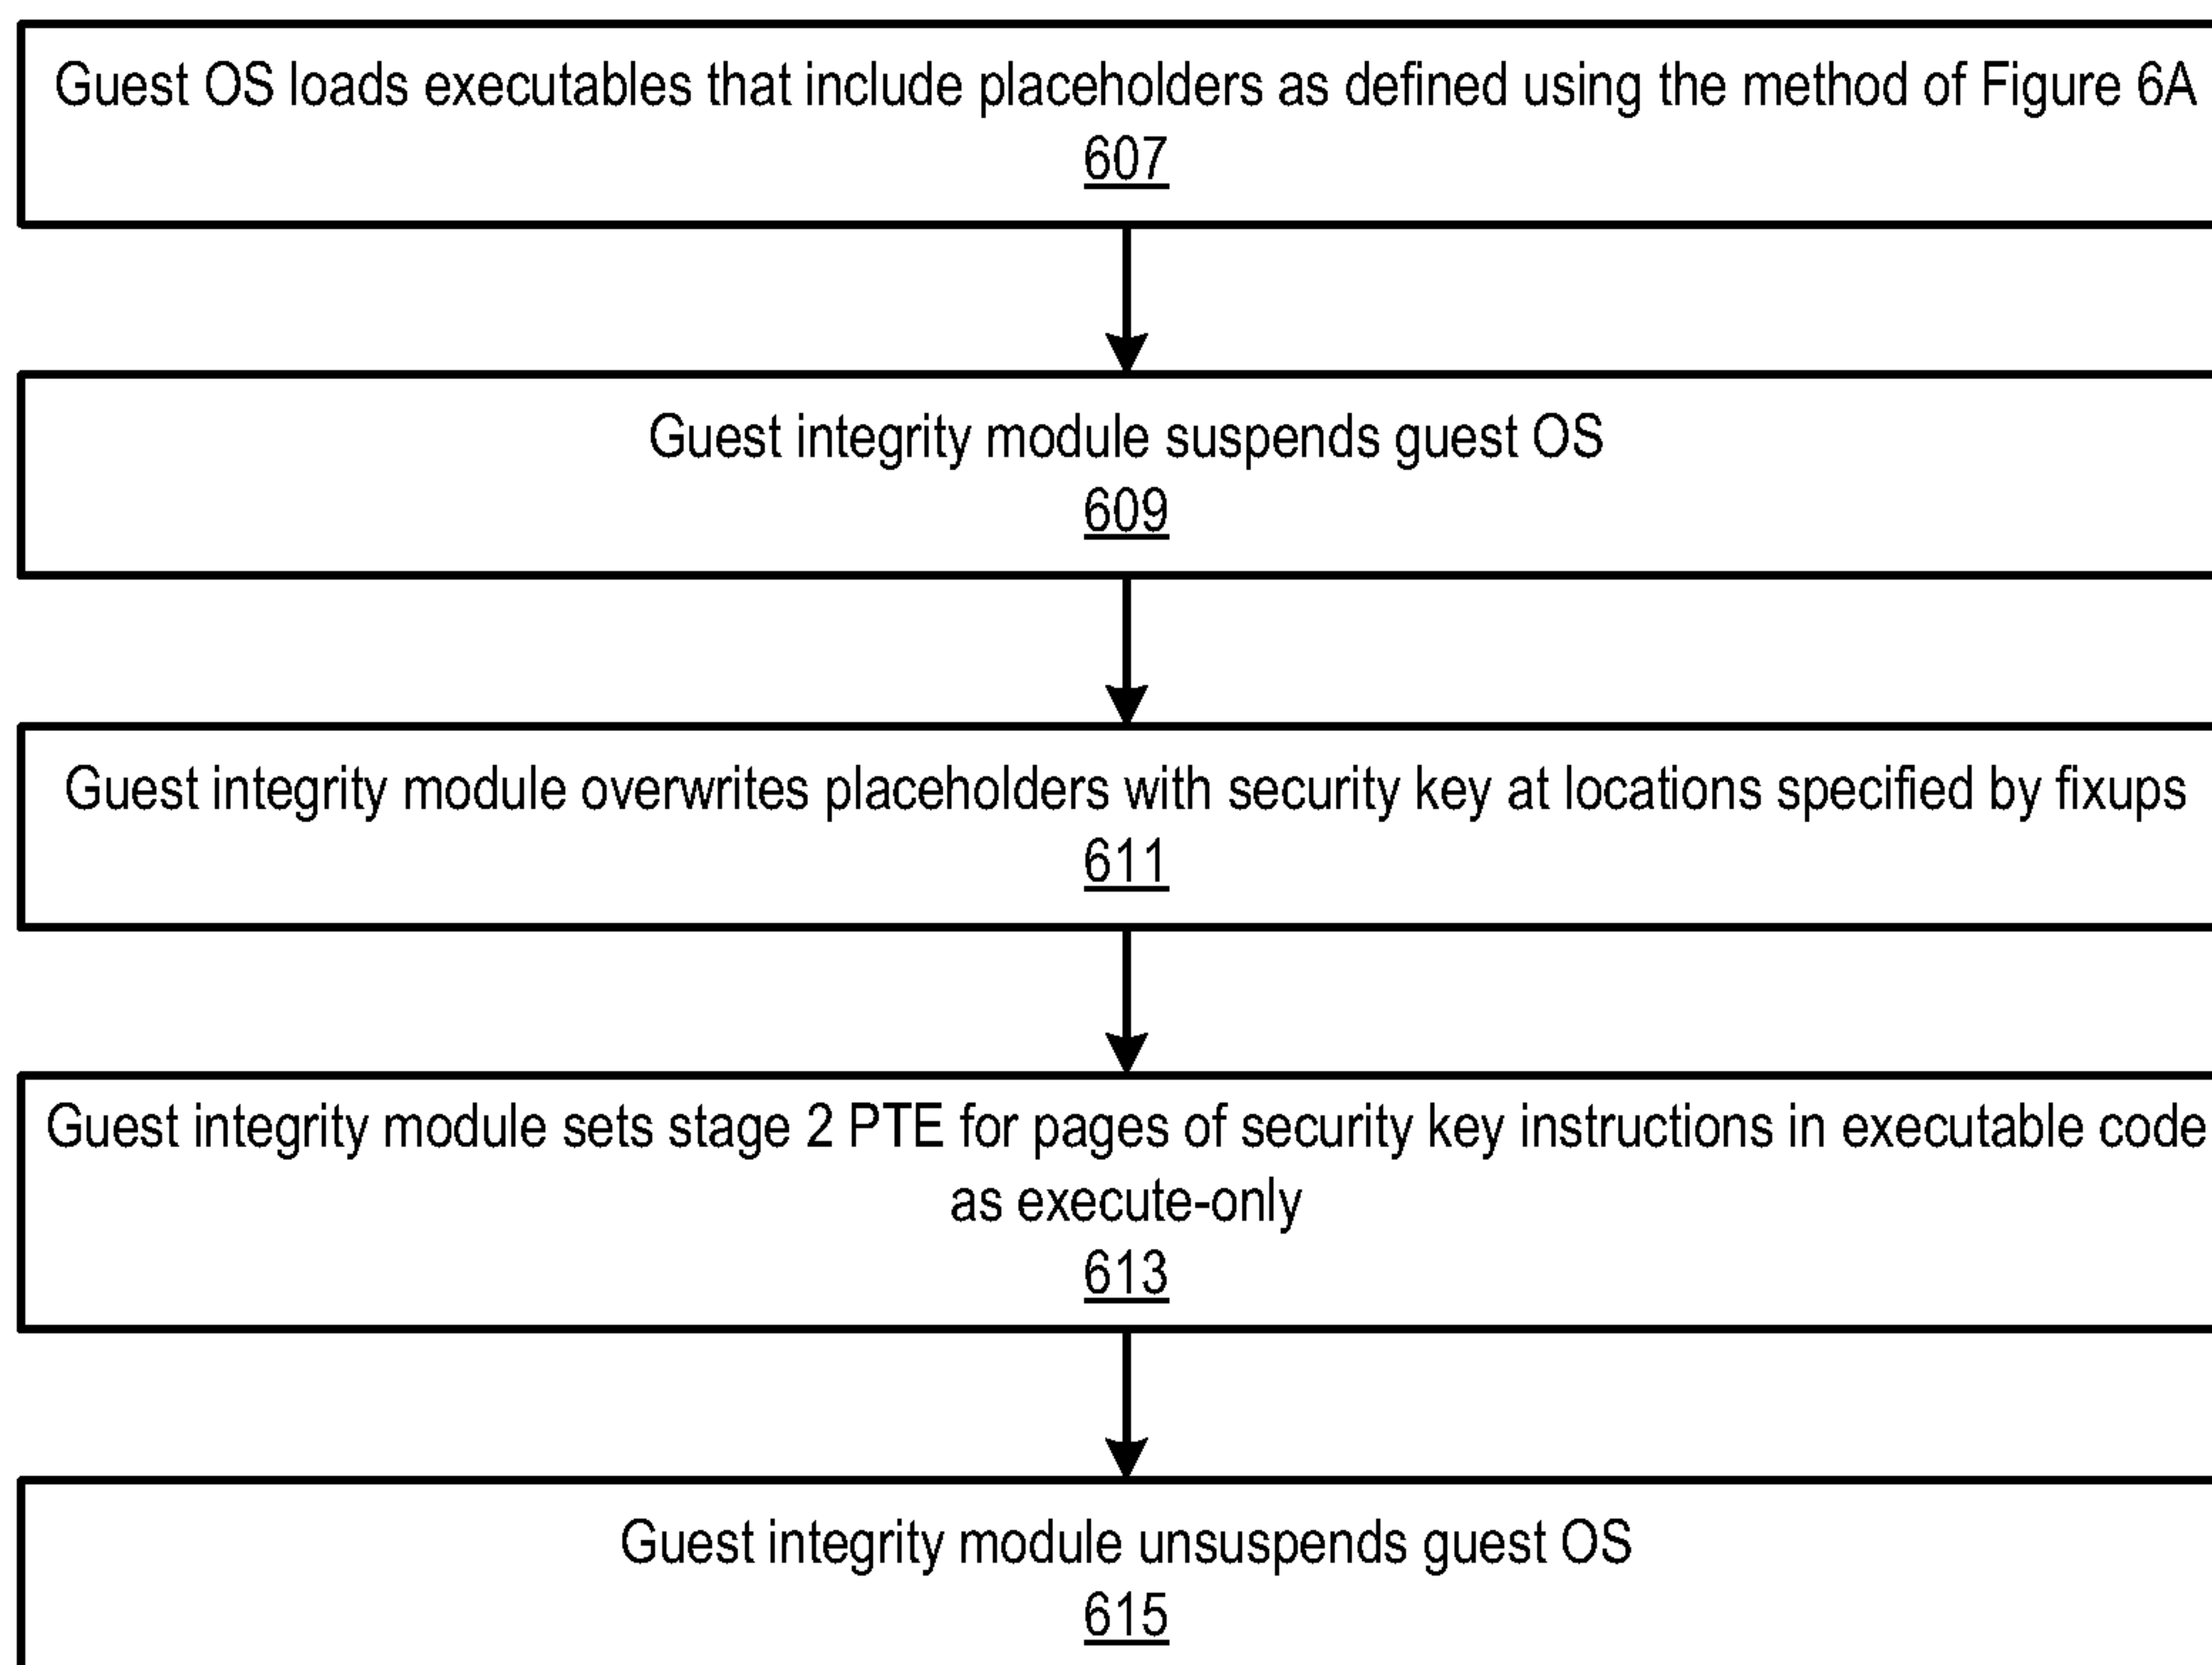 Guest OS loads executables that include placeholders as defined using the method of Figure 6A
607
Guest integrity module suspends guest OS
609
Guest integrity module overwrites placeholders with security key at locations specified by fixups
611
Guest integrity module sets stage 2 PTE for pages of security key instructions in executable code
as execute-only
613
Guest integrity module unsuspends guest OS
615